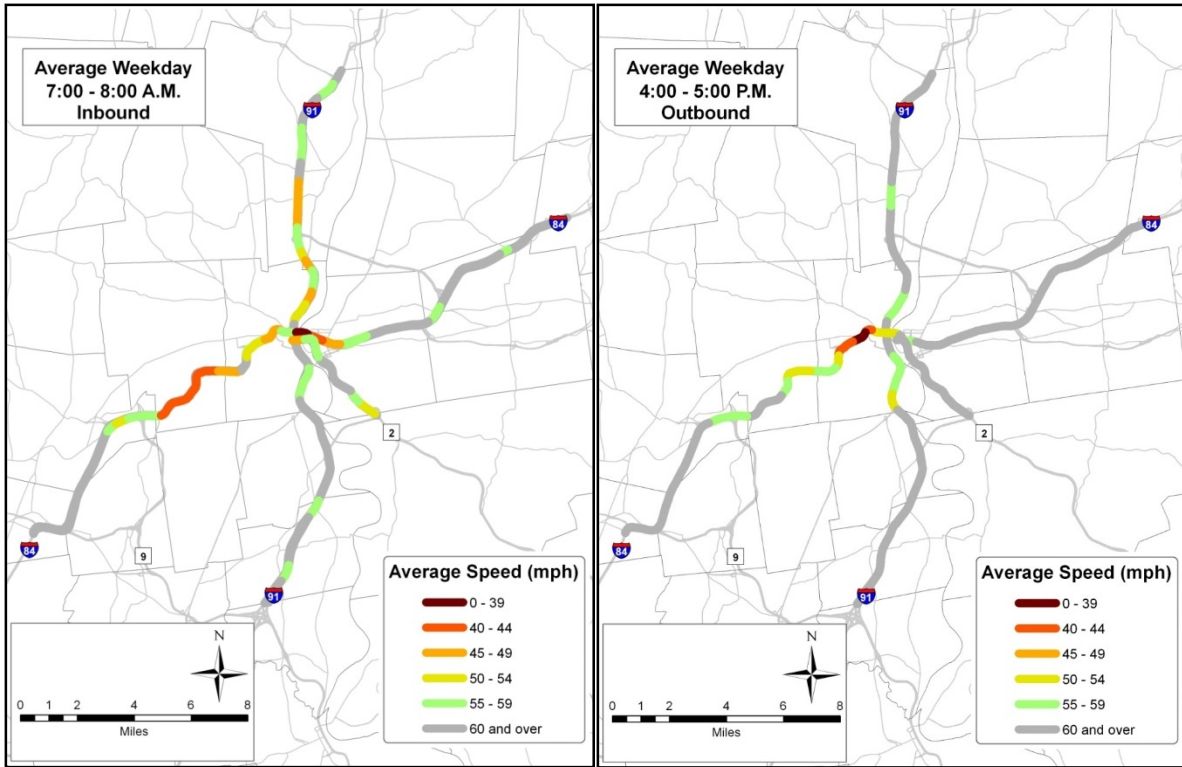 Average Weekday
7:00 - 8:00 A.M.
Inbound
91
84
2
84
9
91
Average Speed (mph)
0 - 39
40 - 44
45 - 49
50 - 54
55 - 59
60 and over
N
0 1 2 4 6 8
Miles
Average Weekday
4:00 - 5:00 P.M.
Outbound
91
84
2
84
9
91
Average Speed (mph)
0 - 39
40 - 44
45 - 49
50 - 54
55 - 59
60 and over
N
0 1 2 4 6 8
Miles